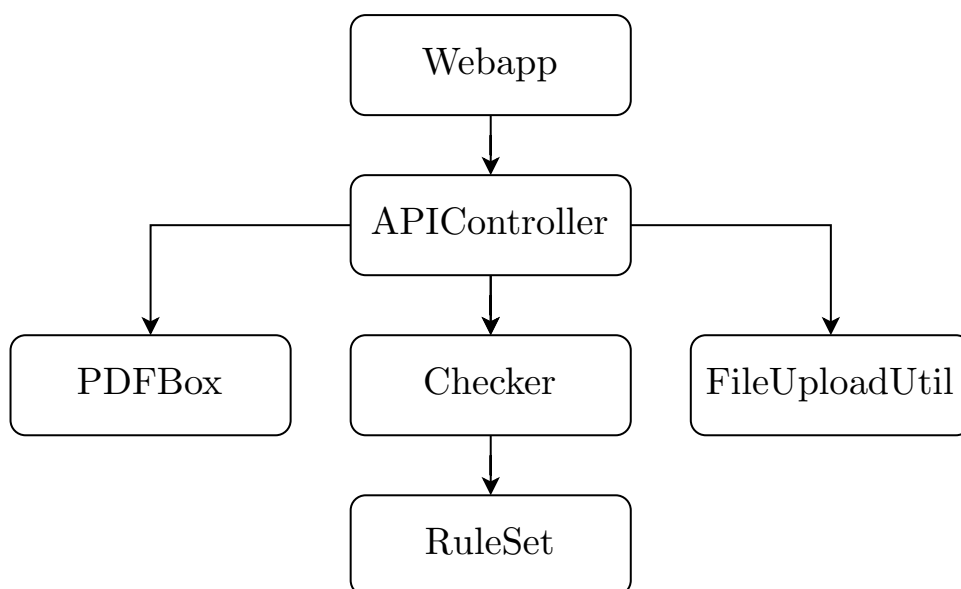 Webapp
APIController
PDFBox
Checker
FileUploadUtil
RuleSet